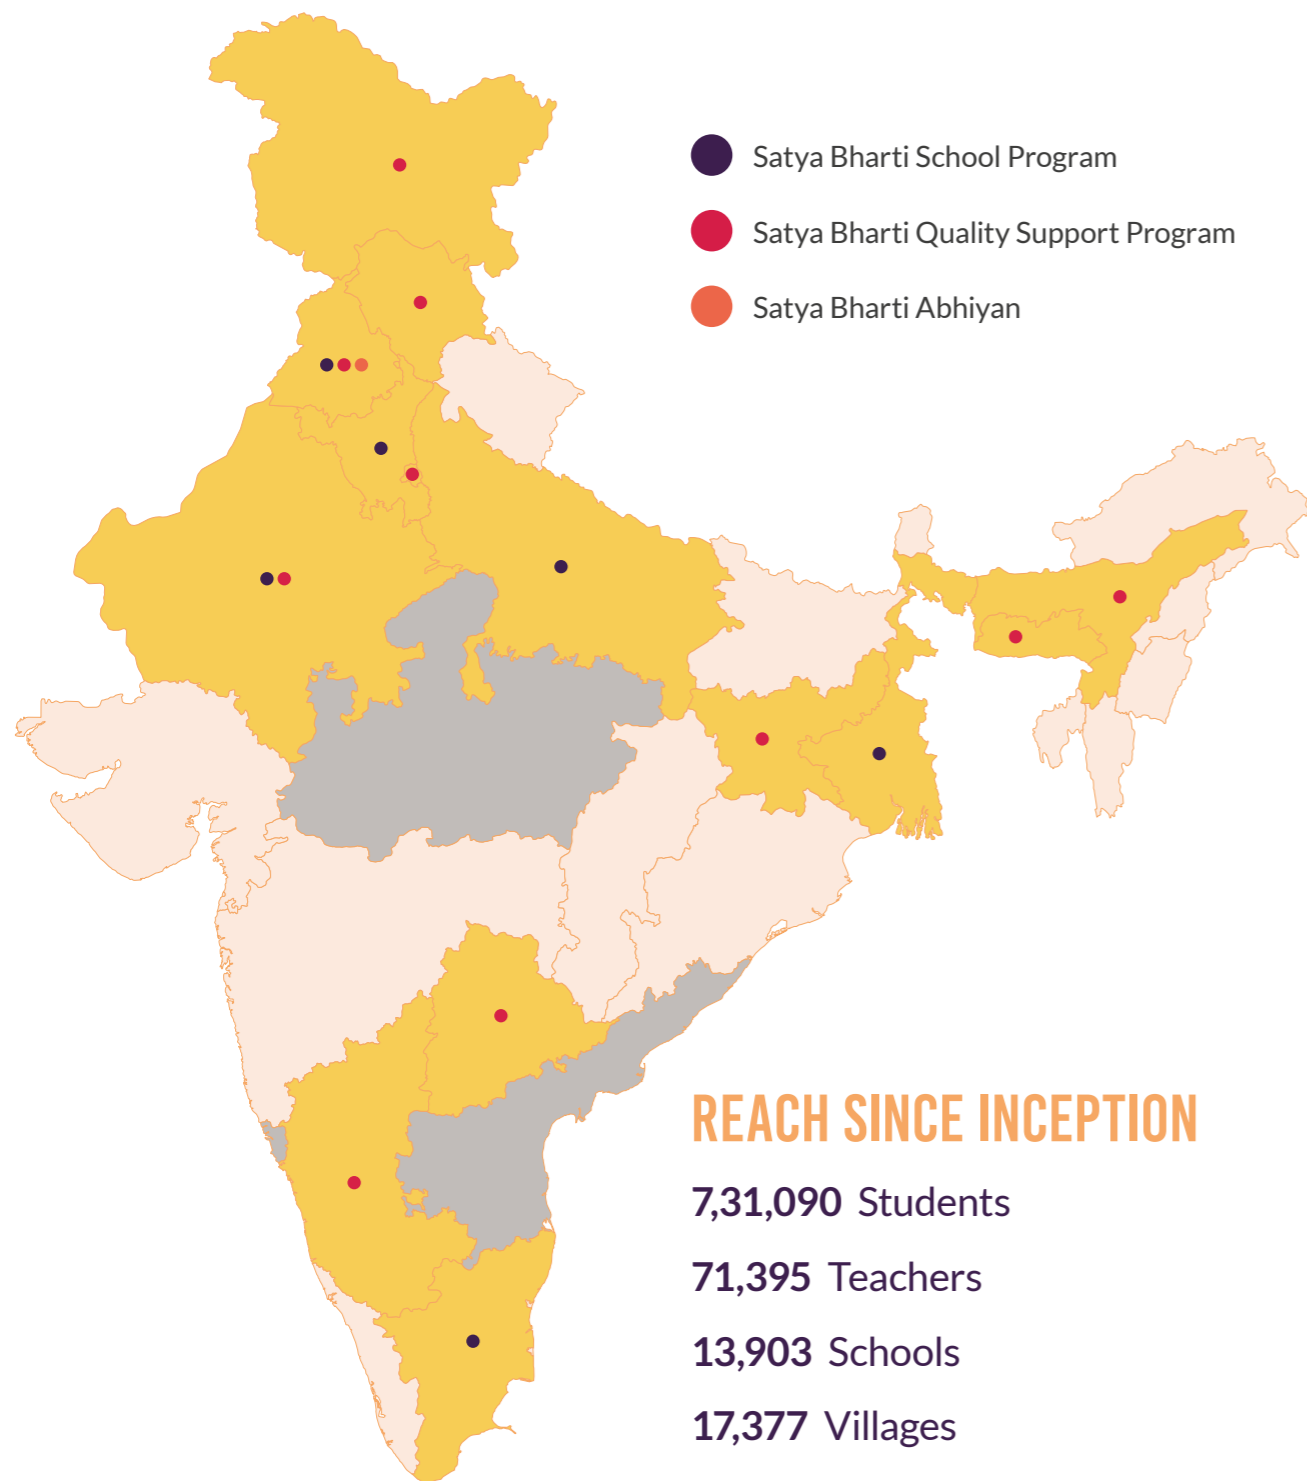 Satya Bharti School Program
Satya Bharti Quality Support Program
Satya Bharti Abhiyan
REACH SINCE INCEPTION
7,31,090 Students
71,395 Teachers
13,903 Schools
17,377 Villages